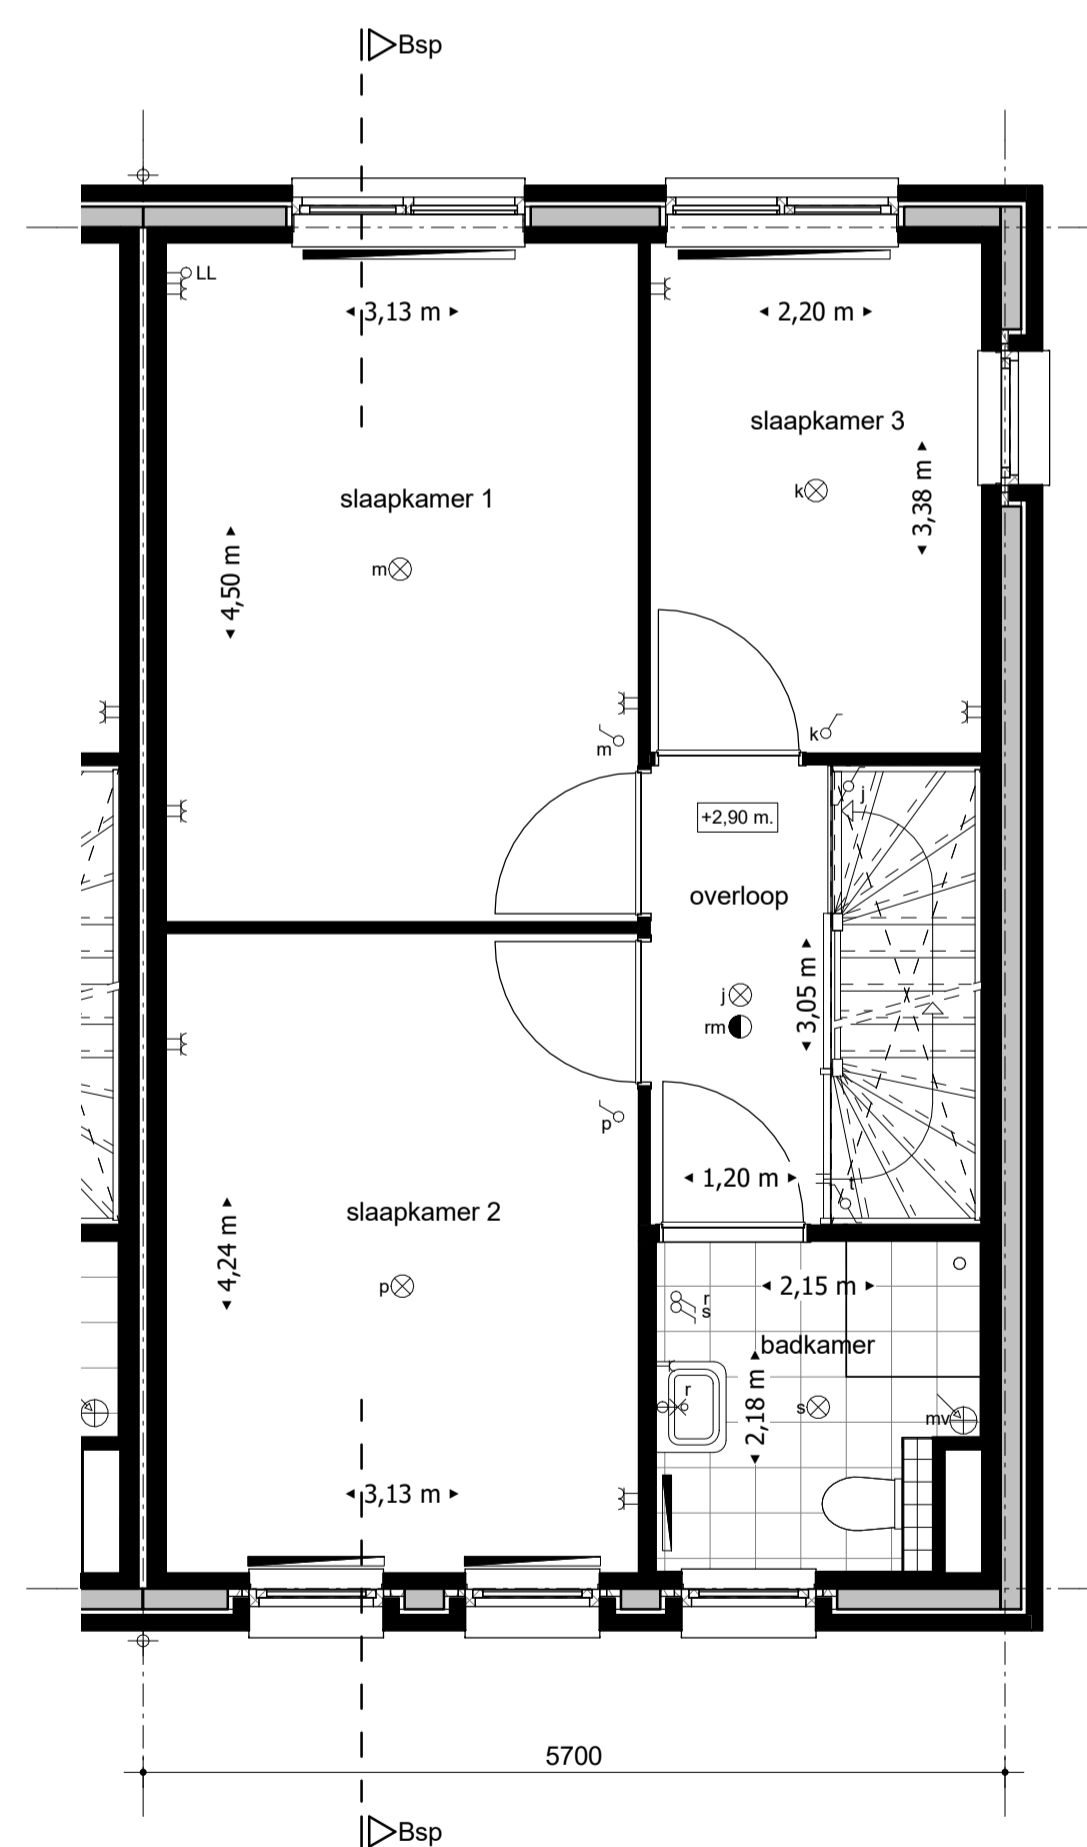 Bsp
LL
3,13 m
2,20 m
slaapkamer 3
3,38 m
k
slaapkamer 1
m
4,50 m
m
k
j
+2,90 m.
overloop
j
rm
3,05 m
p
1,20 m
t
slaapkamer 2
4,24 m
p
2,15 m
r
s
badkamer
r
2,18 m
s
mv
3,13 m
5700
Bsp